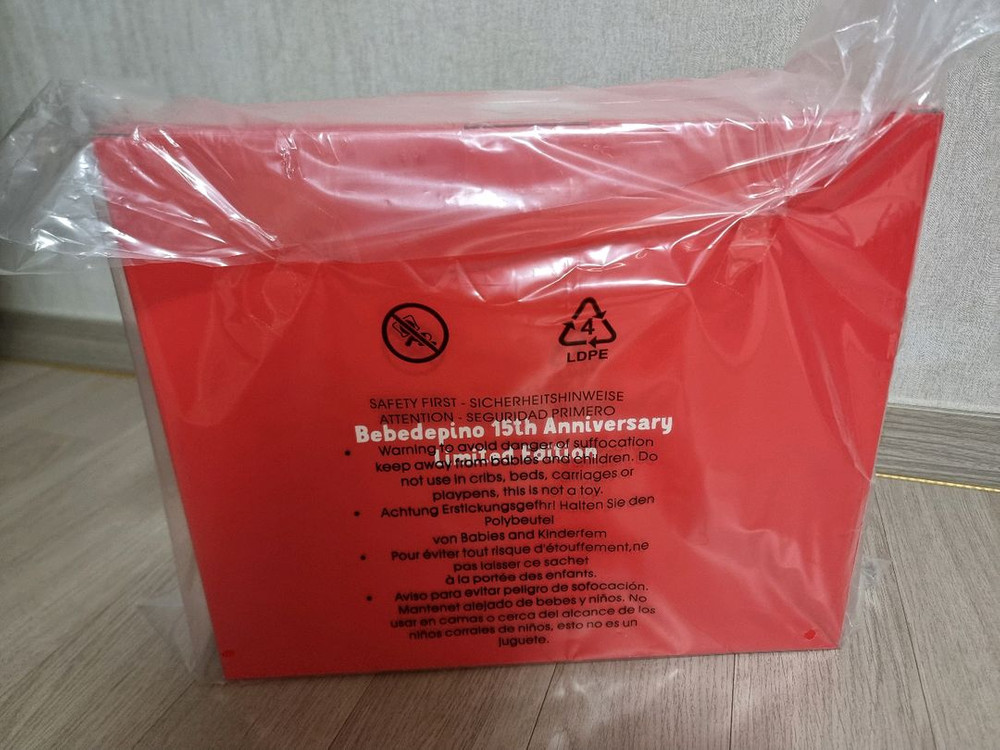 4
LDPE
SAFETY FIRST - SICHERHEITSHINWEISE
ATTENTION - SEGURIDAD PRIMERO
Bebedepino 15th Anniversary
Limited Edition
• Warning to avoid danger of suffocation
keep away from babies and children. Do
not use in cribs, beds, carriages or
playpens, this is not a toy.
• Achtung Erstickungsgefhr! Halten Sie den
Polybeutel
von Babies and Kinderfern
• Pour éviter tout risque d'étouffement,ne
pas laisser ce sachet
à la portée des enfants.
• Aviso para evitar peligro de sofocación.
Mantenet alejado de bebes y niños. No
usar en camas o cerca del alcance de los
niños corrales de niños, esto no es un
juguete.